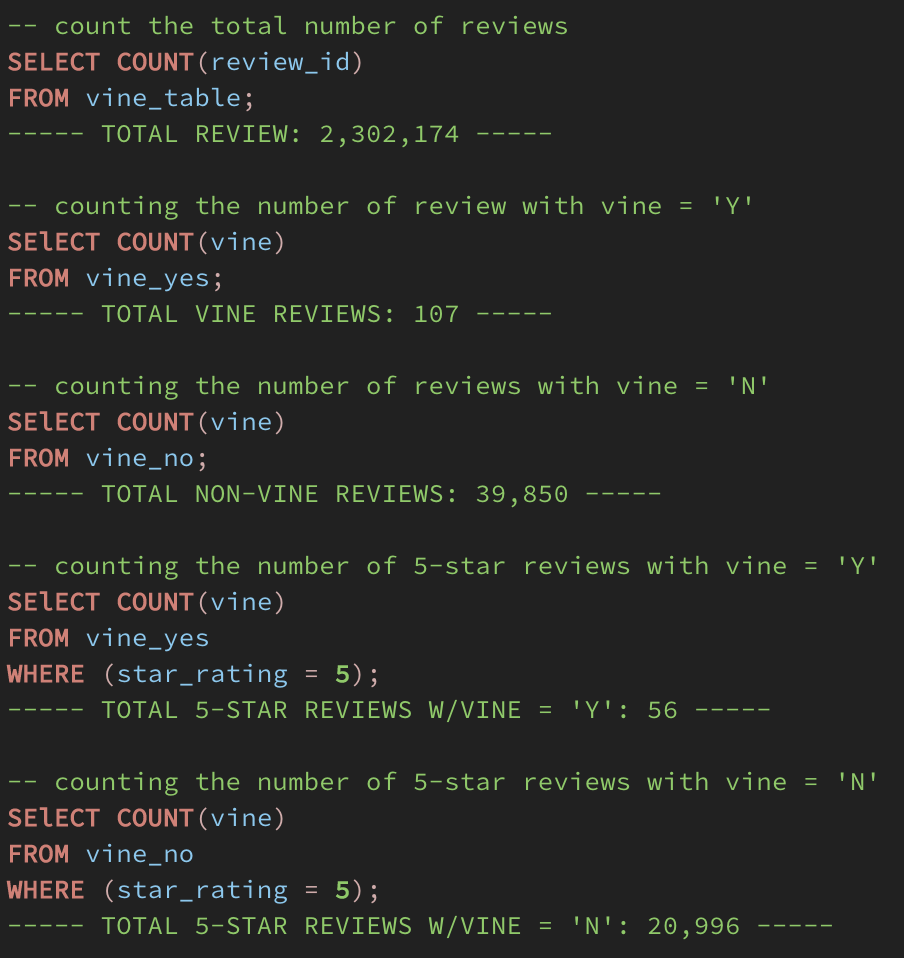 -- count the total number of reviews
SELECT COUNT(review_id)
FROM vine_table;
----- TOTAL REVIEW: 2,302,174 -----
-- counting the number of review with vine = 'Y'
SElECT COUNT(vine)
FROM vine_yes;
----- TOTAL VINE REVIEWS: 107 -----
-- counting the number of reviews with vine = 'N'
SElECT COUNT(vine)
FROM vine_no;
----- TOTAL NON-VINE REVIEWS: 39,850 -----
-- counting the number of 5-star reviews with vine = 'Y'
SElECT COUNT(vine)
FROM vine_yes
WHERE (star_rating = 5);
----- TOTAL 5-STAR REVIEWS W/VINE = 'Y': 56 -----
-- counting the number of 5-star reviews with vine = 'N'
SElECT COUNT(vine)
FROM vine_no
WHERE (star_rating = 5);
----- TOTAL 5-STAR REVIEWS W/VINE = 'N': 20,996 -----